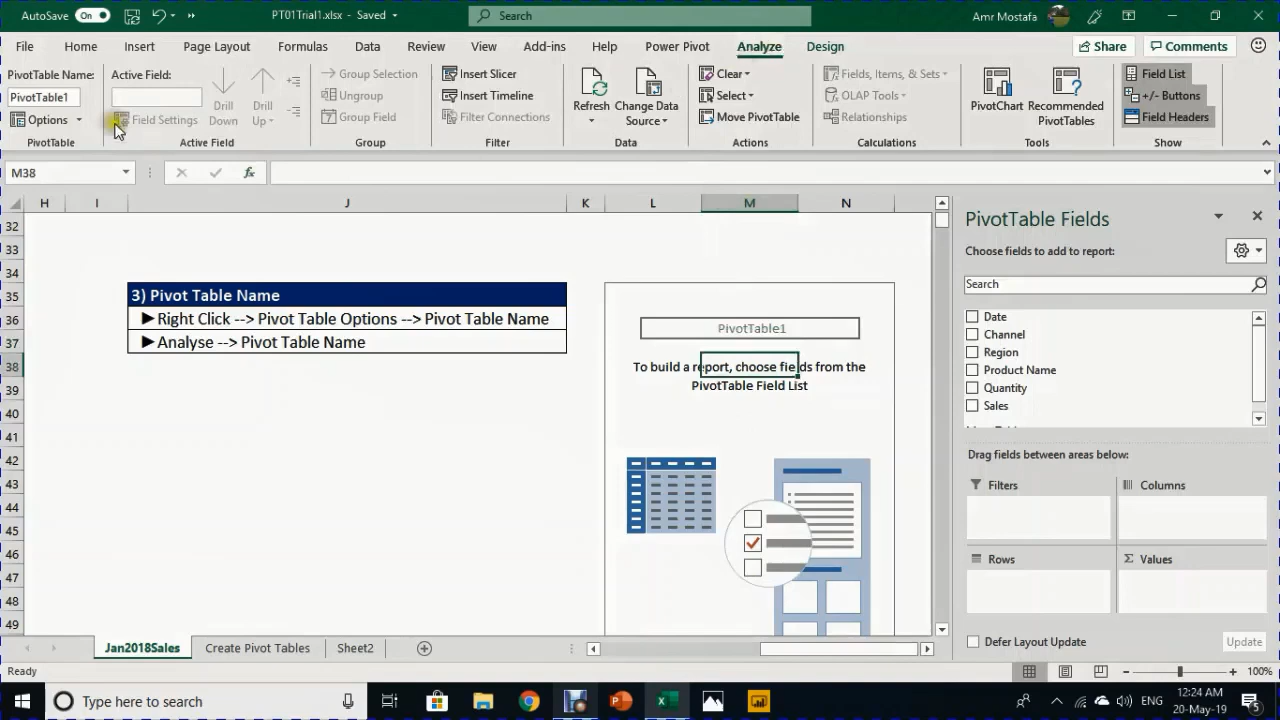 AutoSave On PT01Trial1.xlsx - Saved Search Amr Mostafa
File Home Insert Page Layout Formulas Data Review View Add-ins Help Power Pivot Analyze Design Share Comments
PivotTable Name:
PivotTable1
Options
PivotTable
Active Field:
Field Settings
Drill Down
Drill Up
Active Field
Group Selection
Ungroup
Group Field
Group
Insert Slicer
Insert Timeline
Filter Connections
Filter
Refresh
Change Data Source
Data
Clear
Select
Move PivotTable
Actions
Fields, Items, & Sets
OLAP Tools
Relationships
Calculations
PivotChart
Recommended PivotTables
Tools
Field List
+/- Buttons
Field Headers
Show
M38 fx
H I J K L M N
32
33
34
35
36
37
38
39
40
41
42
43
44
45
46
47
48
49
3) Pivot Table Name
►Right Click --> Pivot Table Options --> Pivot Table Name
►Analyse --> Pivot Table Name
PivotTable1
To build a report, choose fields from the
PivotTable Field List
PivotTable Fields
Choose fields to add to report:
Search
Date
Channel
Region
Product Name
Quantity
Sales
Drag fields between areas below:
Filters
Columns
Rows
Σ Values
Defer Layout Update Update
Jan2018Sales Create Pivot Tables Sheet2
Ready 100%
Type here to search
ENG
12:24 AM
20-May-19
5